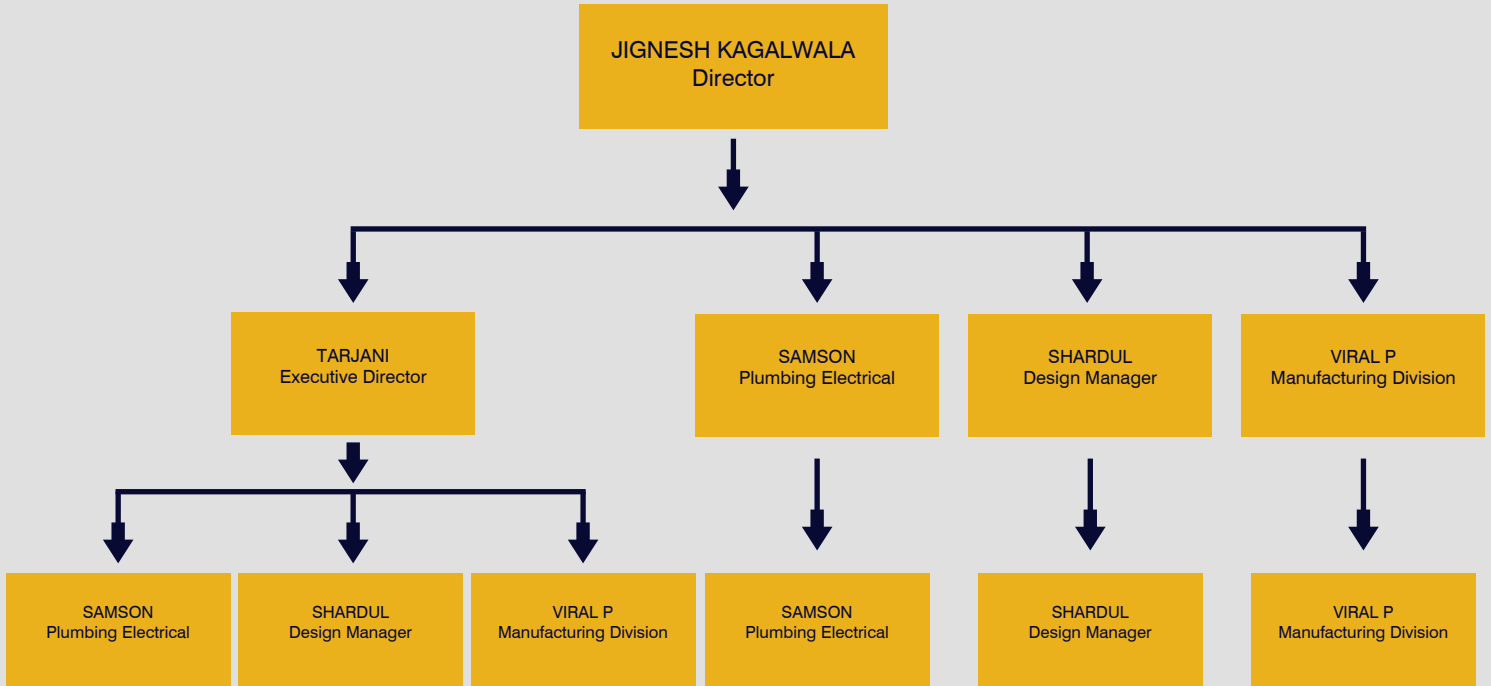 JIGNESH KAGALWALA
Director
TARJANI
Executive Director
SAMSON
Plumbing Electrical
SHARDUL
Design Manager
VIRAL P
Manufacturing Division
SAMSON
Plumbing Electrical
SHARDUL
Design Manager
VIRAL P
Manufacturing Division
SAMSON
Plumbing Electrical
SHARDUL
Design Manager
VIRAL P
Manufacturing Division